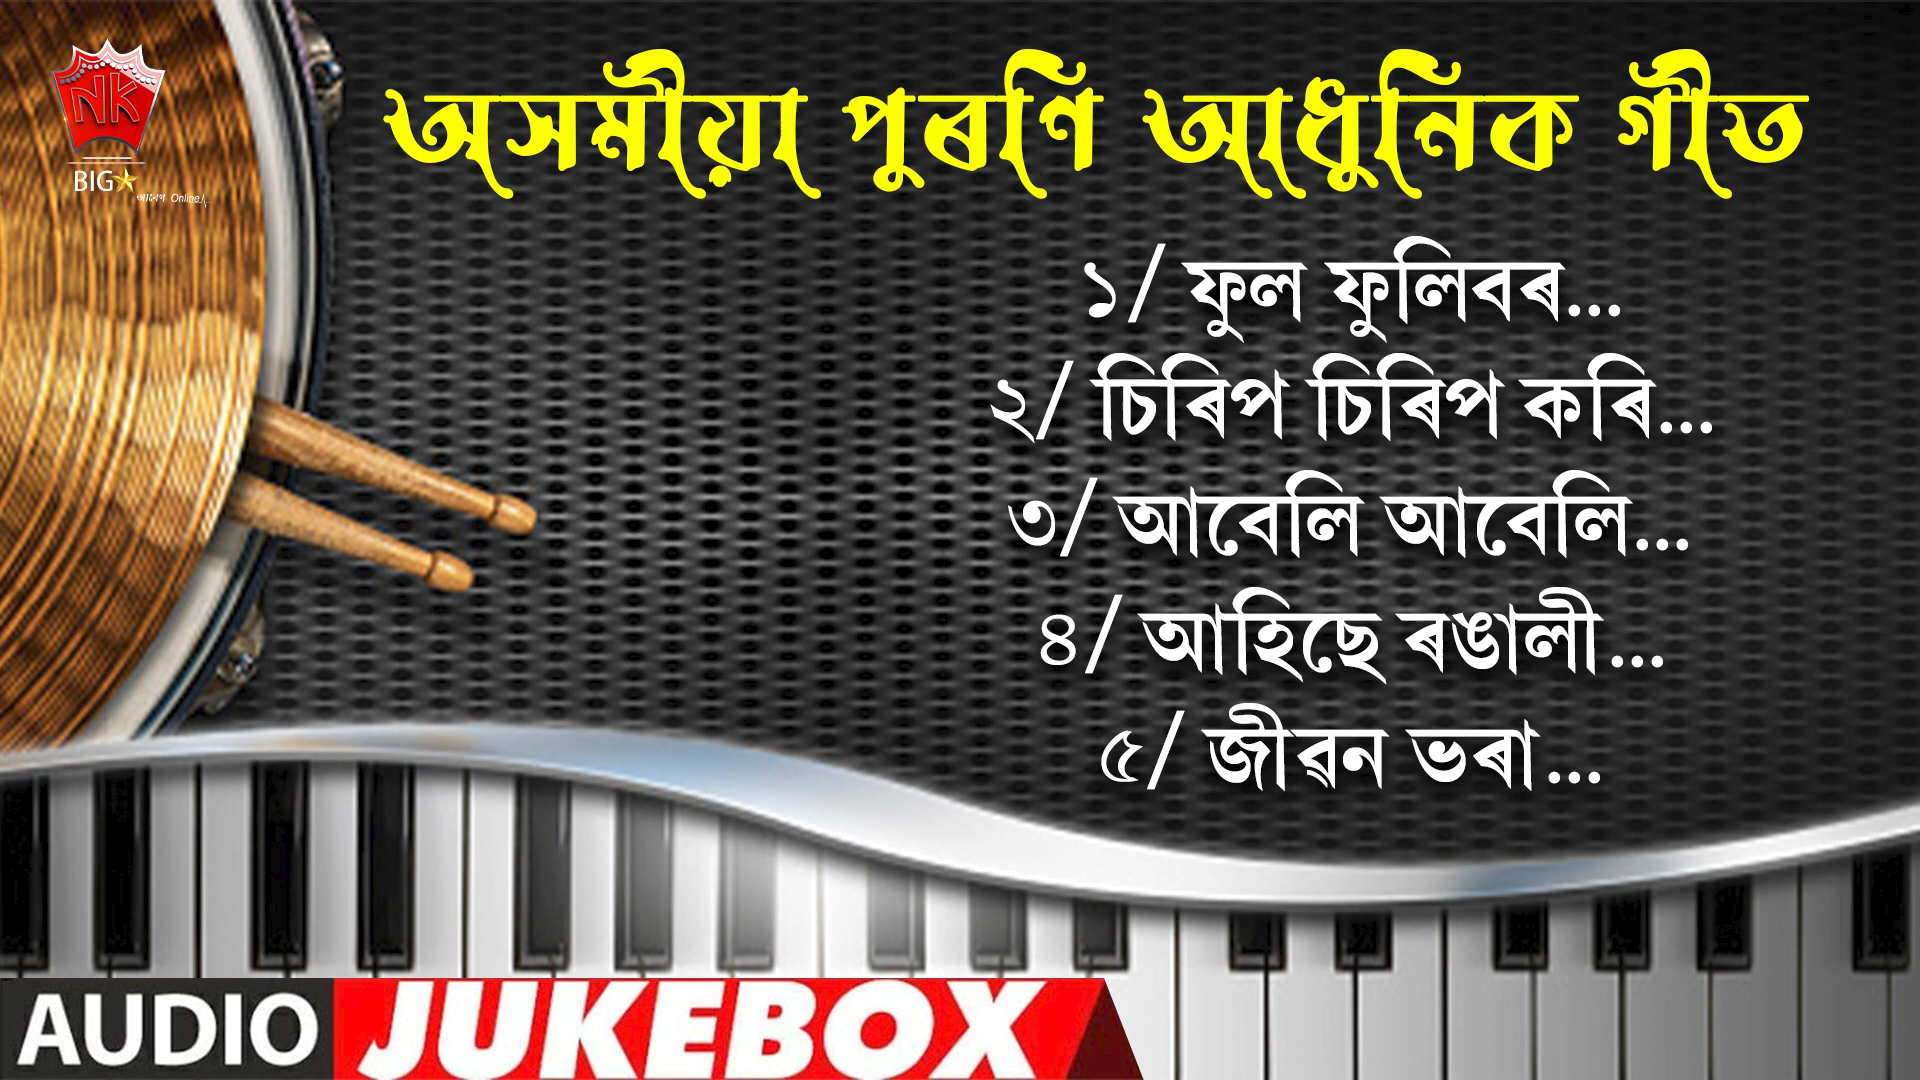 NK
BIG
Online
অসমীয়া পুৰণি আধুনিক গীত
১/ ফুল ফুলিবৰ...
২/ চিৰিপ চিৰিপ কৰি...
৩/ আবেলি আবেলি...
৪/ আহিছে ৰঙালী...
৫/ জীৱন ভৰা...
AUDIO JUKEBOX